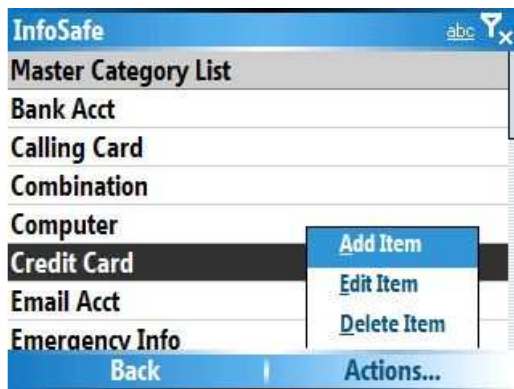 InfoSafe abc
Master Category List
Bank Acct
Calling Card
Combination
Computer
Credit Card
Email Acct
Emergency Info
Add Item
Edit Item
Delete Item
Back Actions...